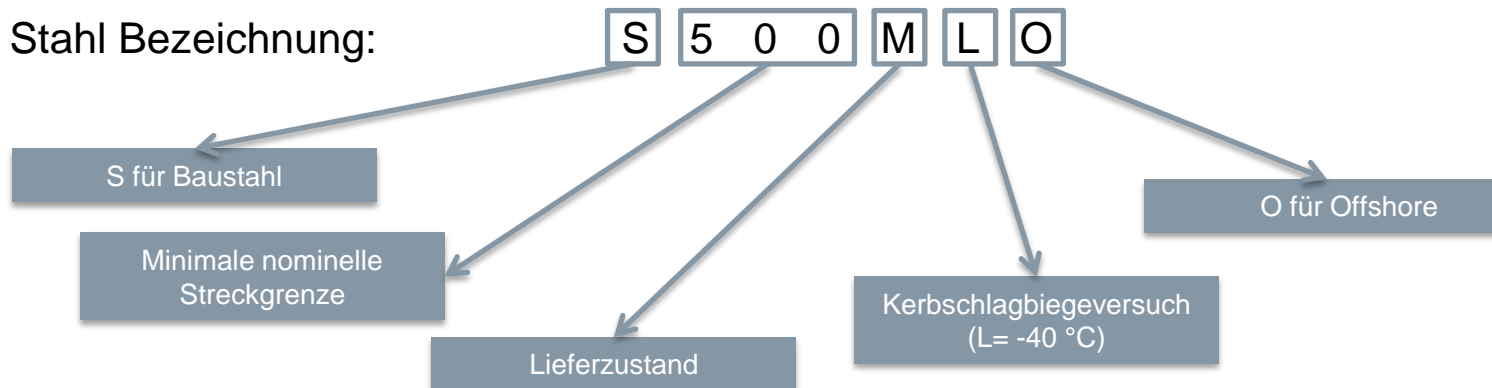 Stahl Bezeichnung: S 5 0 0 M L O
S für Baustahl
O für Offshore
Minimale nominelle
Streckgrenze
Kerbschlagbiegeversuch
(L= -40 °C)
Lieferzustand